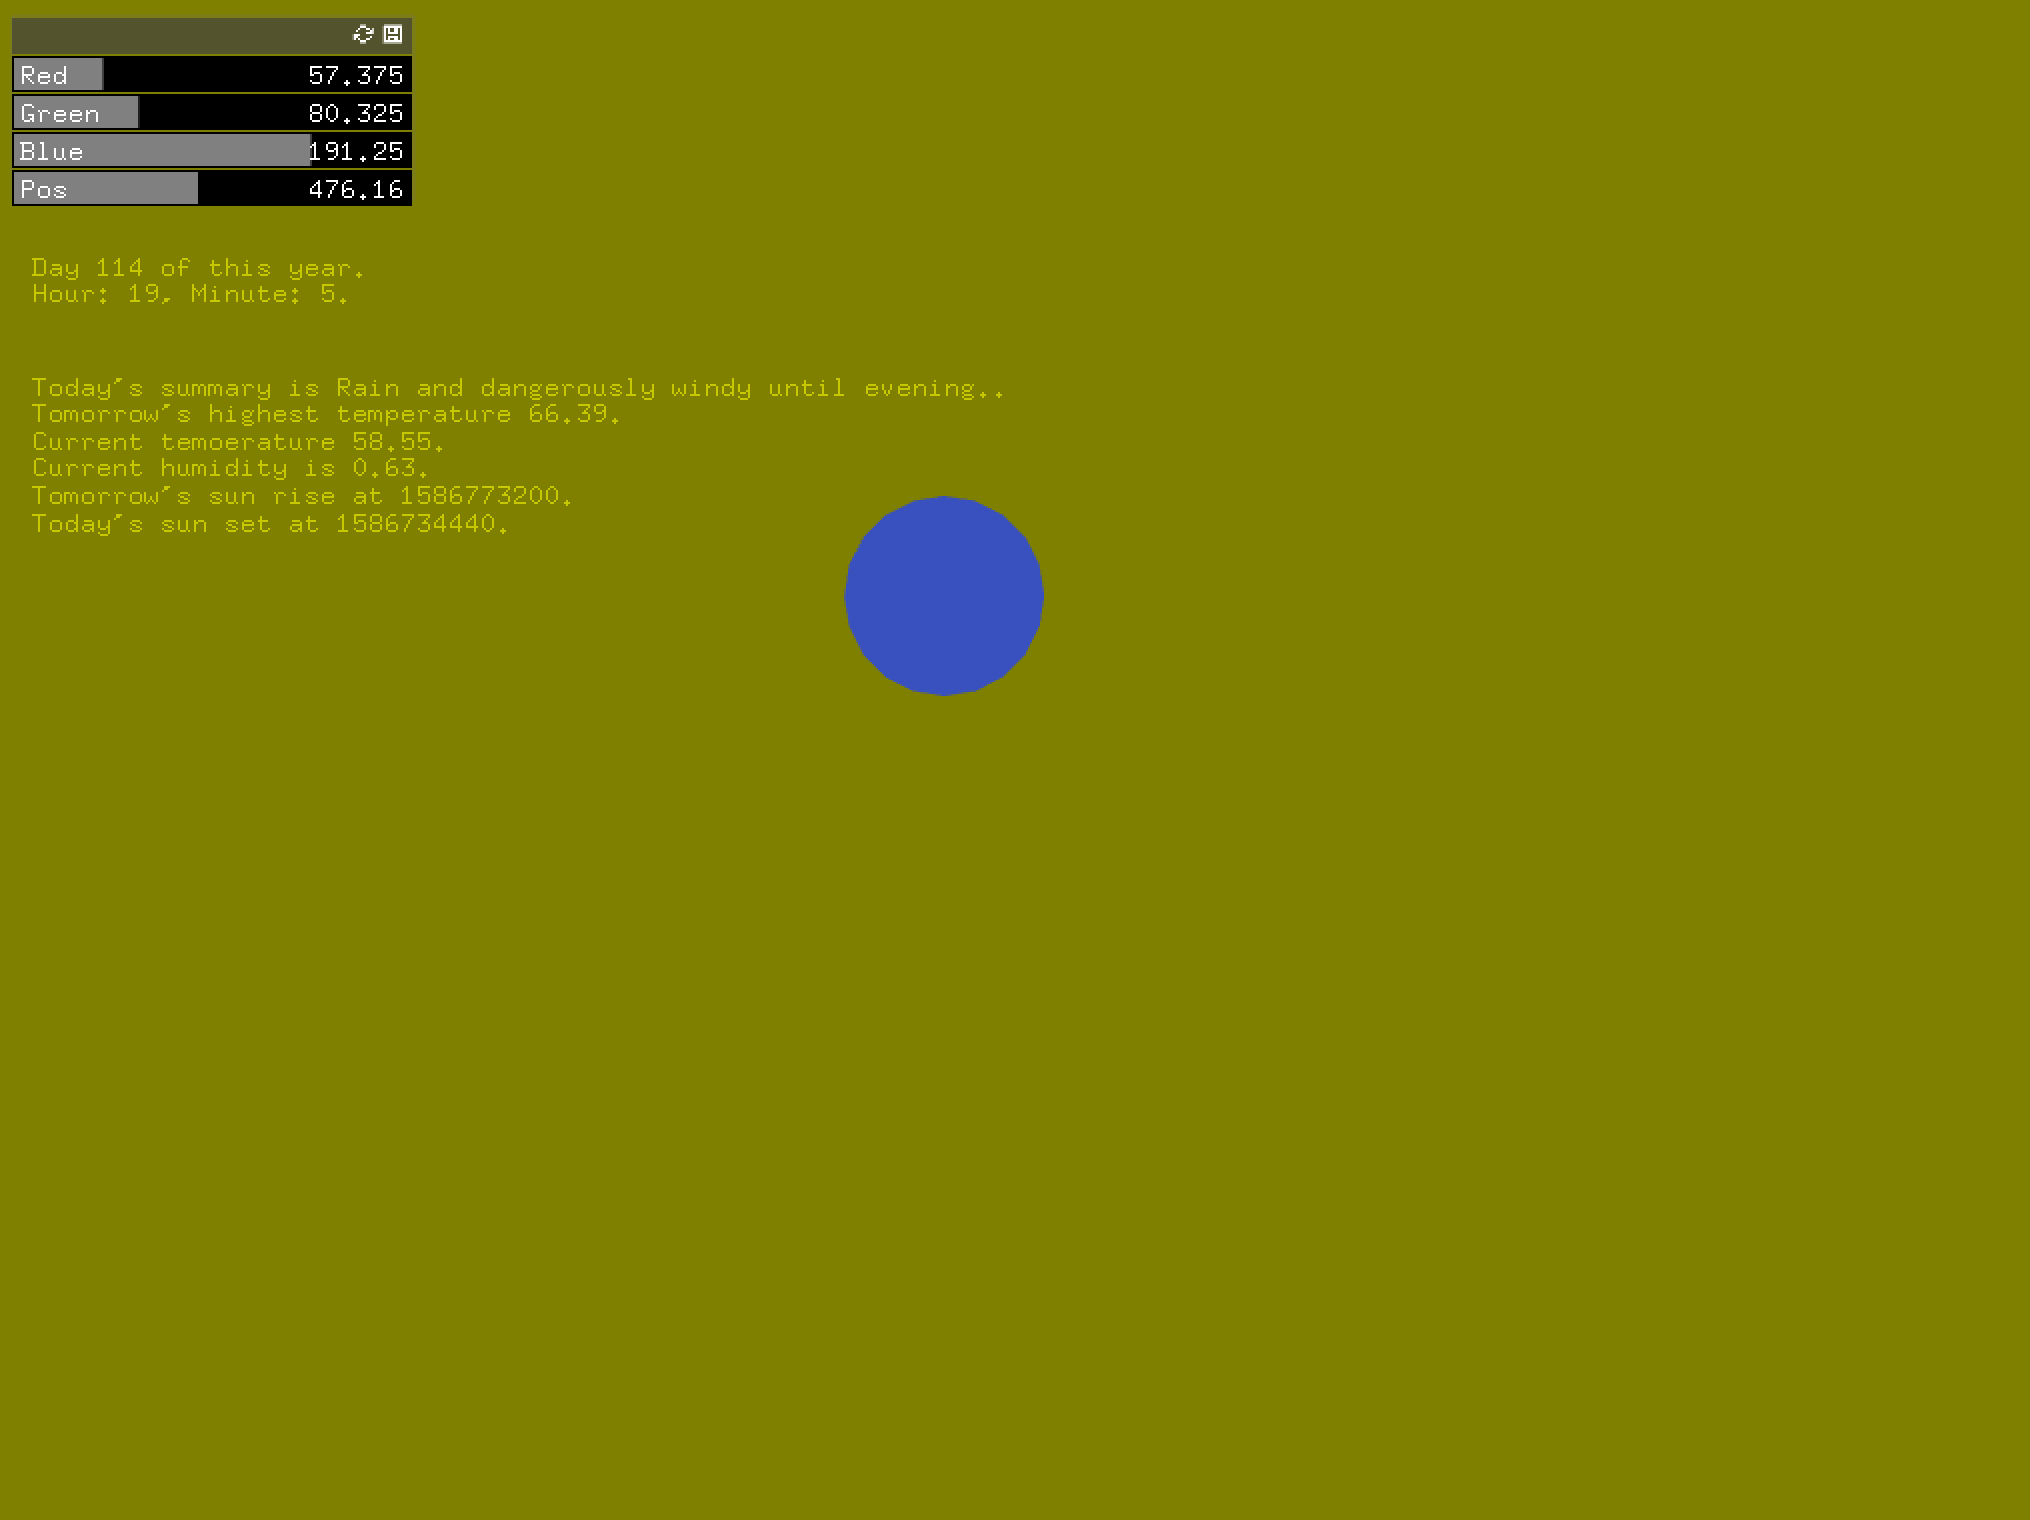 Red 57.375
Green 80.325
Blue 191.25
Pos 476.16
Day 114 of this year.
Hour: 19, Minute: 5.
Today's summary is Rain and dangerously windy until evening..
Tomorrow's highest temperature 66.39.
Current temoerature 58.55.
Current humidity is 0.63.
Tomorrow's sun rise at 1586773200.
Today's sun set at 1586734440.